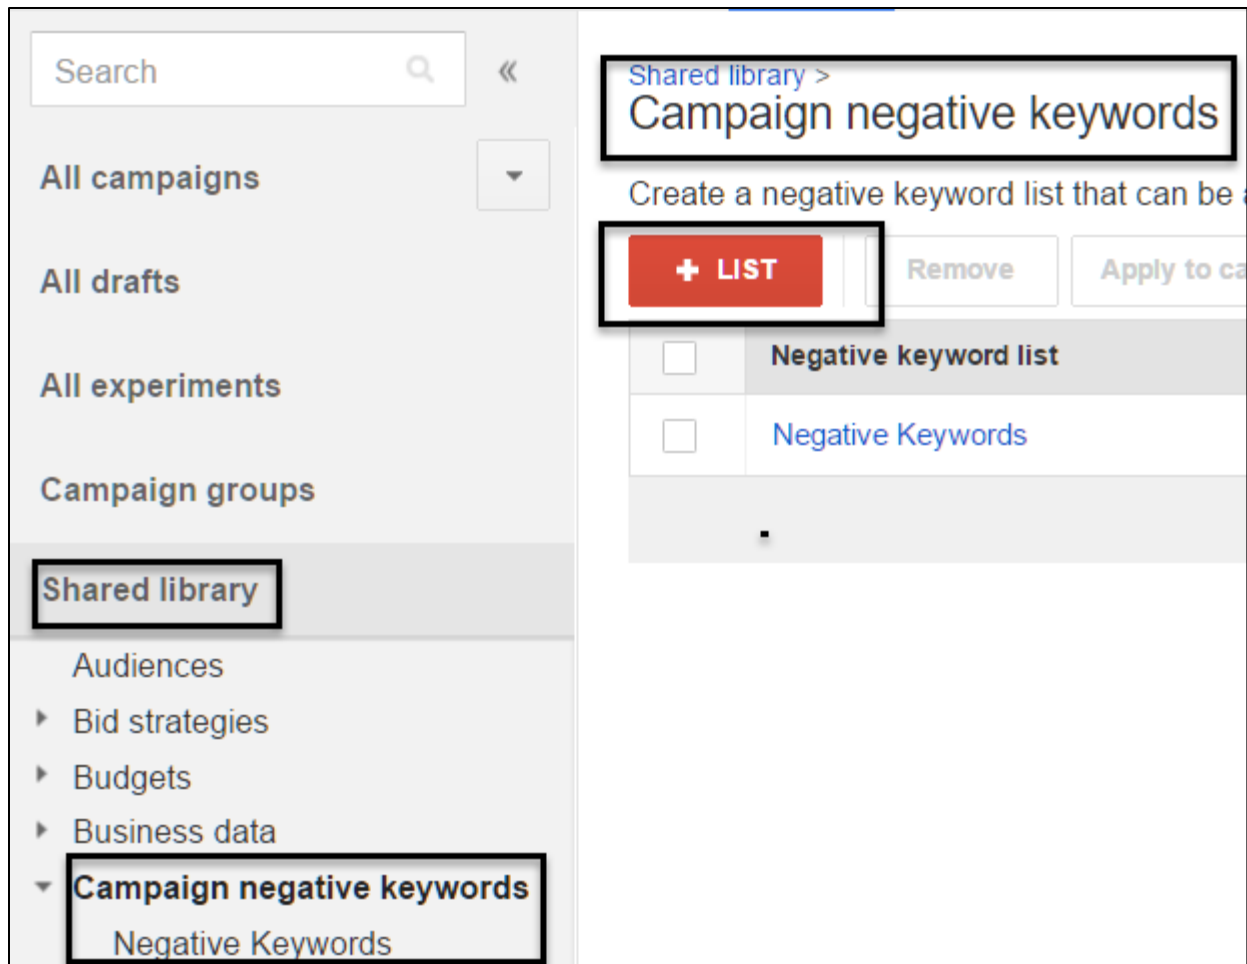 Search
«
All campaigns
All drafts
All experiments
Campaign groups
Shared library
Audiences
Bid strategies
Budgets
Business data
Campaign negative keywords
Negative Keywords
Shared library >
Campaign negative keywords
Create a negative keyword list that can be
+ LIST Remove Apply to
Negative keyword list
Negative Keywords